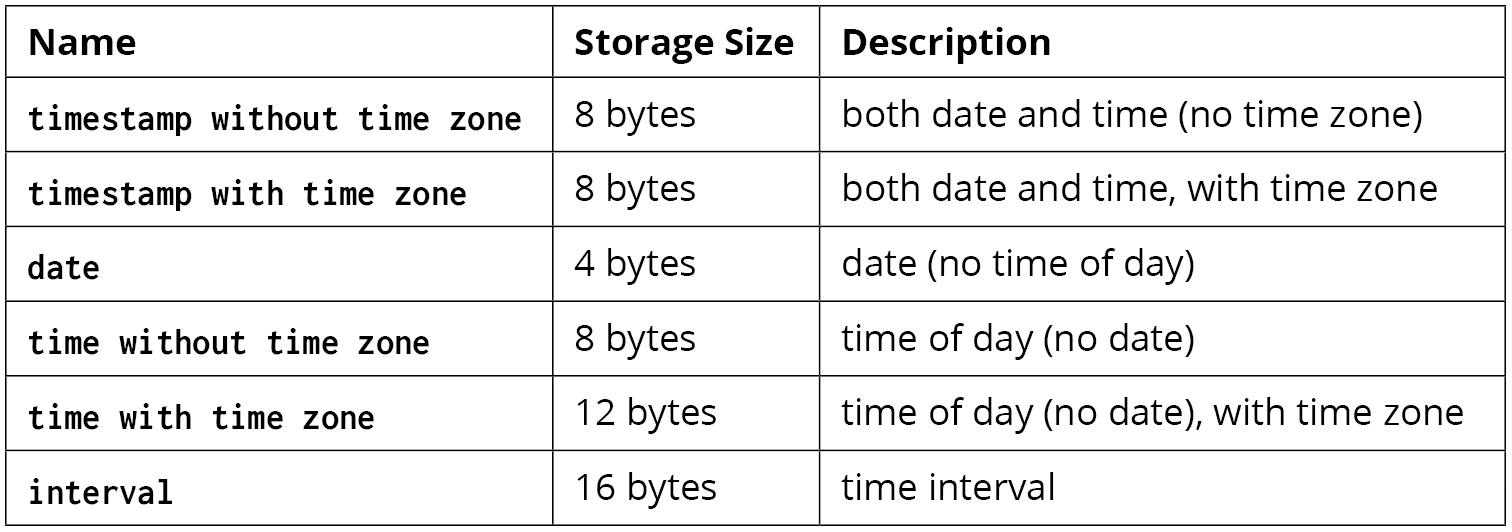 Name Storage Size Description
timestamp without time zone 8 bytes both date and time (no time zone)
timestamp with time zone 8 bytes both date and time, with time zone
date 4 bytes date (no time of day)
time without time zone 8 bytes time of day (no date)
time with time zone 12 bytes time of day (no date), with time zone
interval 16 bytes time interval